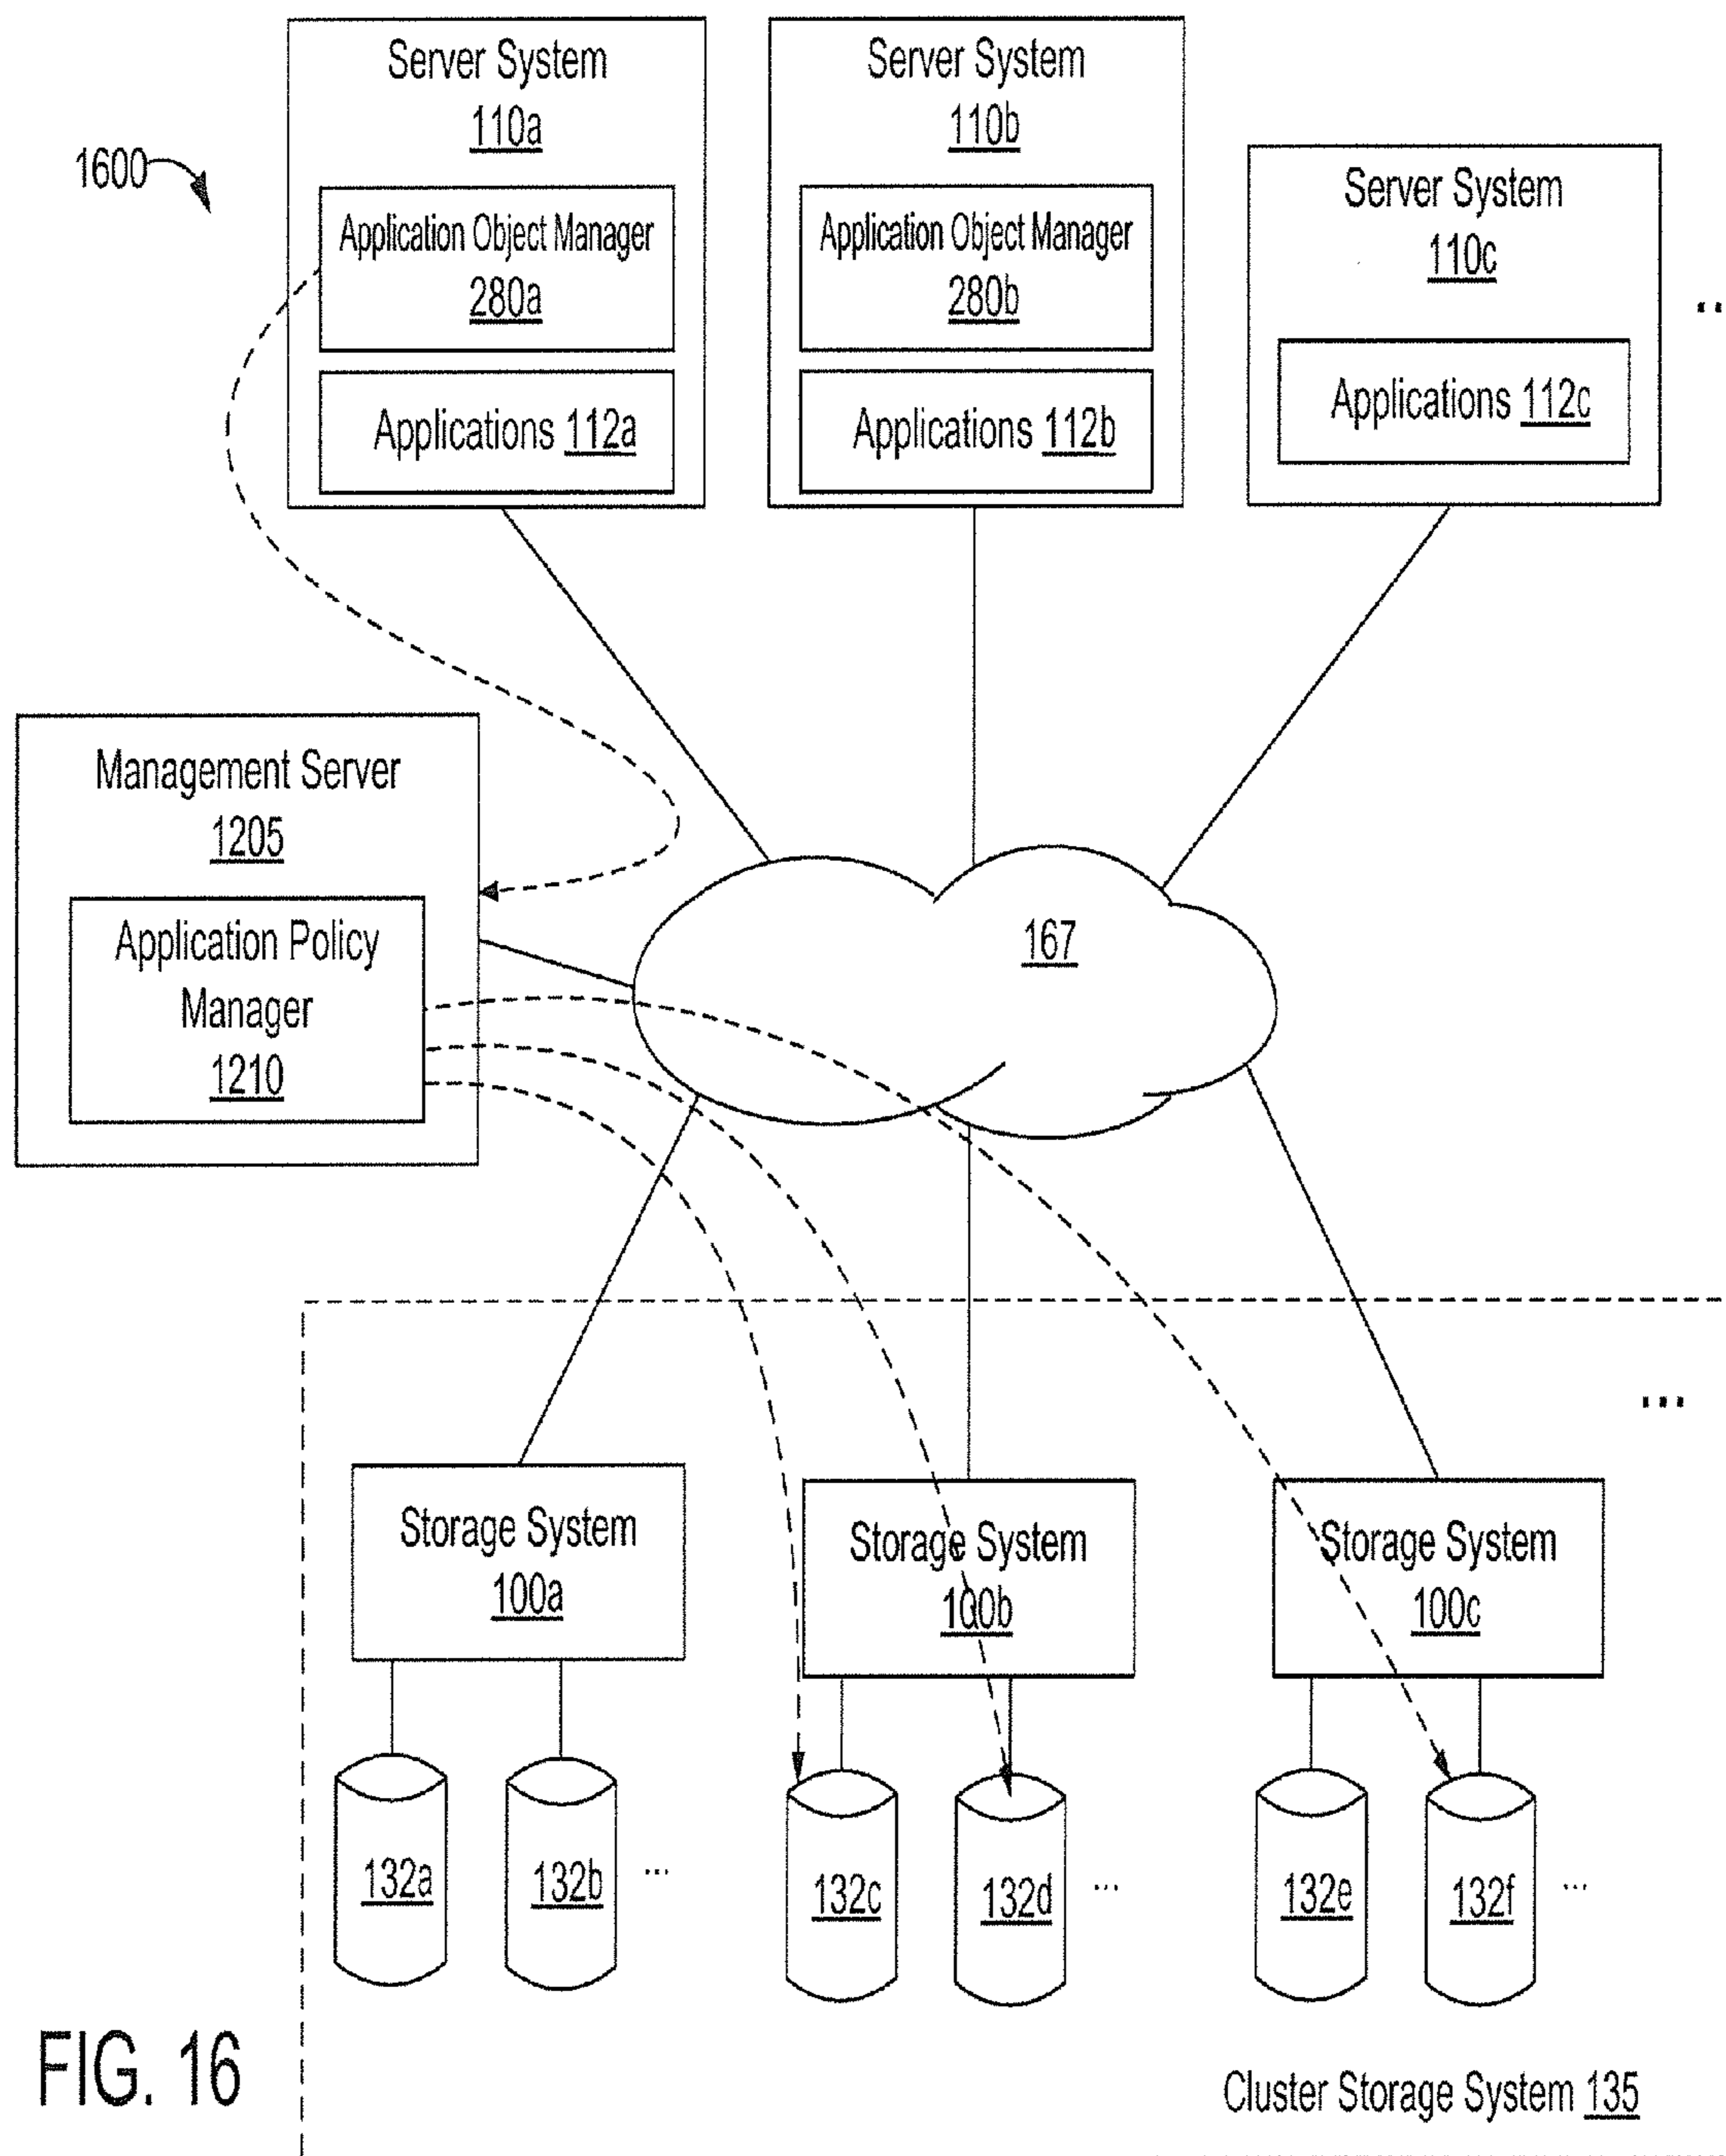 Server System
110a
Server System
110b
Server System
110c
1600
Application Object Manager
280a
Application Object Manager
280b
Applications 112a
Applications 112b
Applications 112c
...
Management Server
1205
Application Policy
Manager
1210
167
...
Storage System
100a
Storage System
100b
Storage System
100c
132a
132b
...
132c
132d
...
132e
132f
...
FIG. 16
Cluster Storage System 135